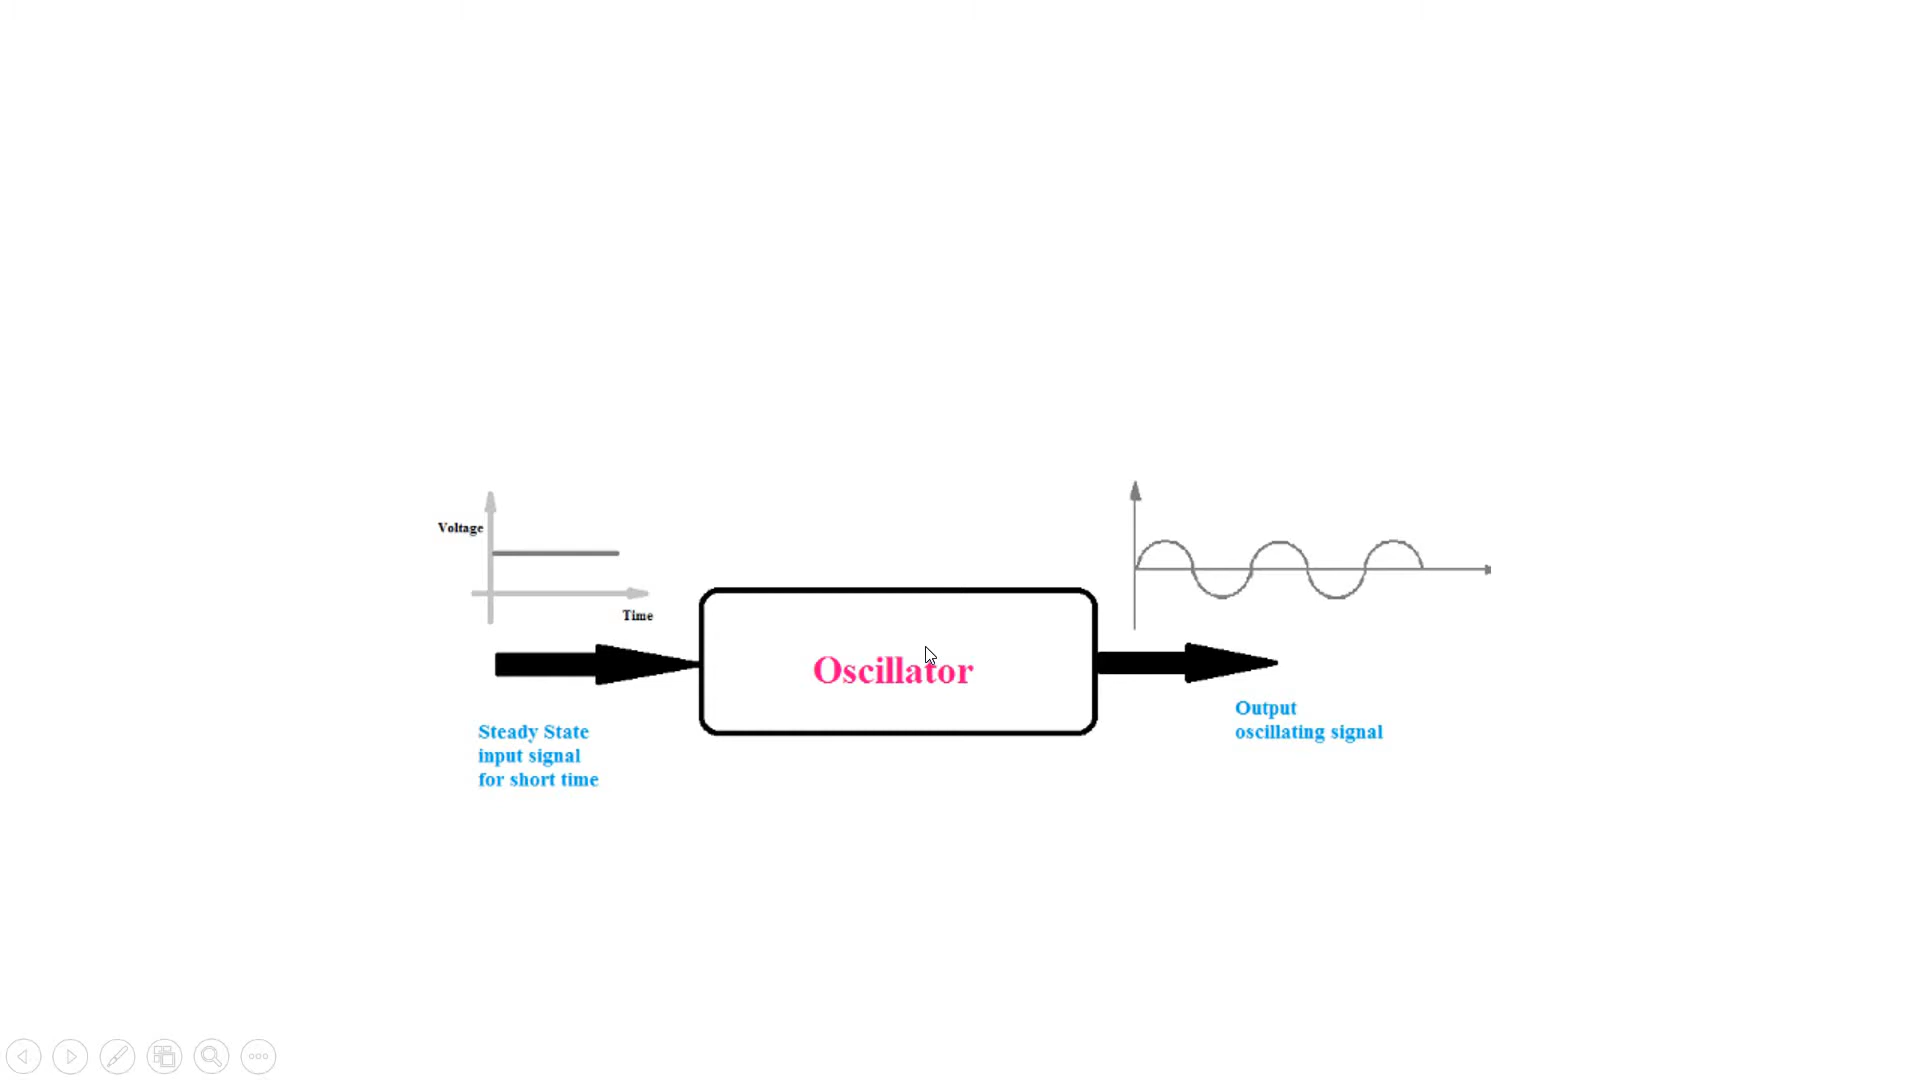 Voltage
Time
Oscillator
Steady State
input signal
for short time
Output
oscillating signal